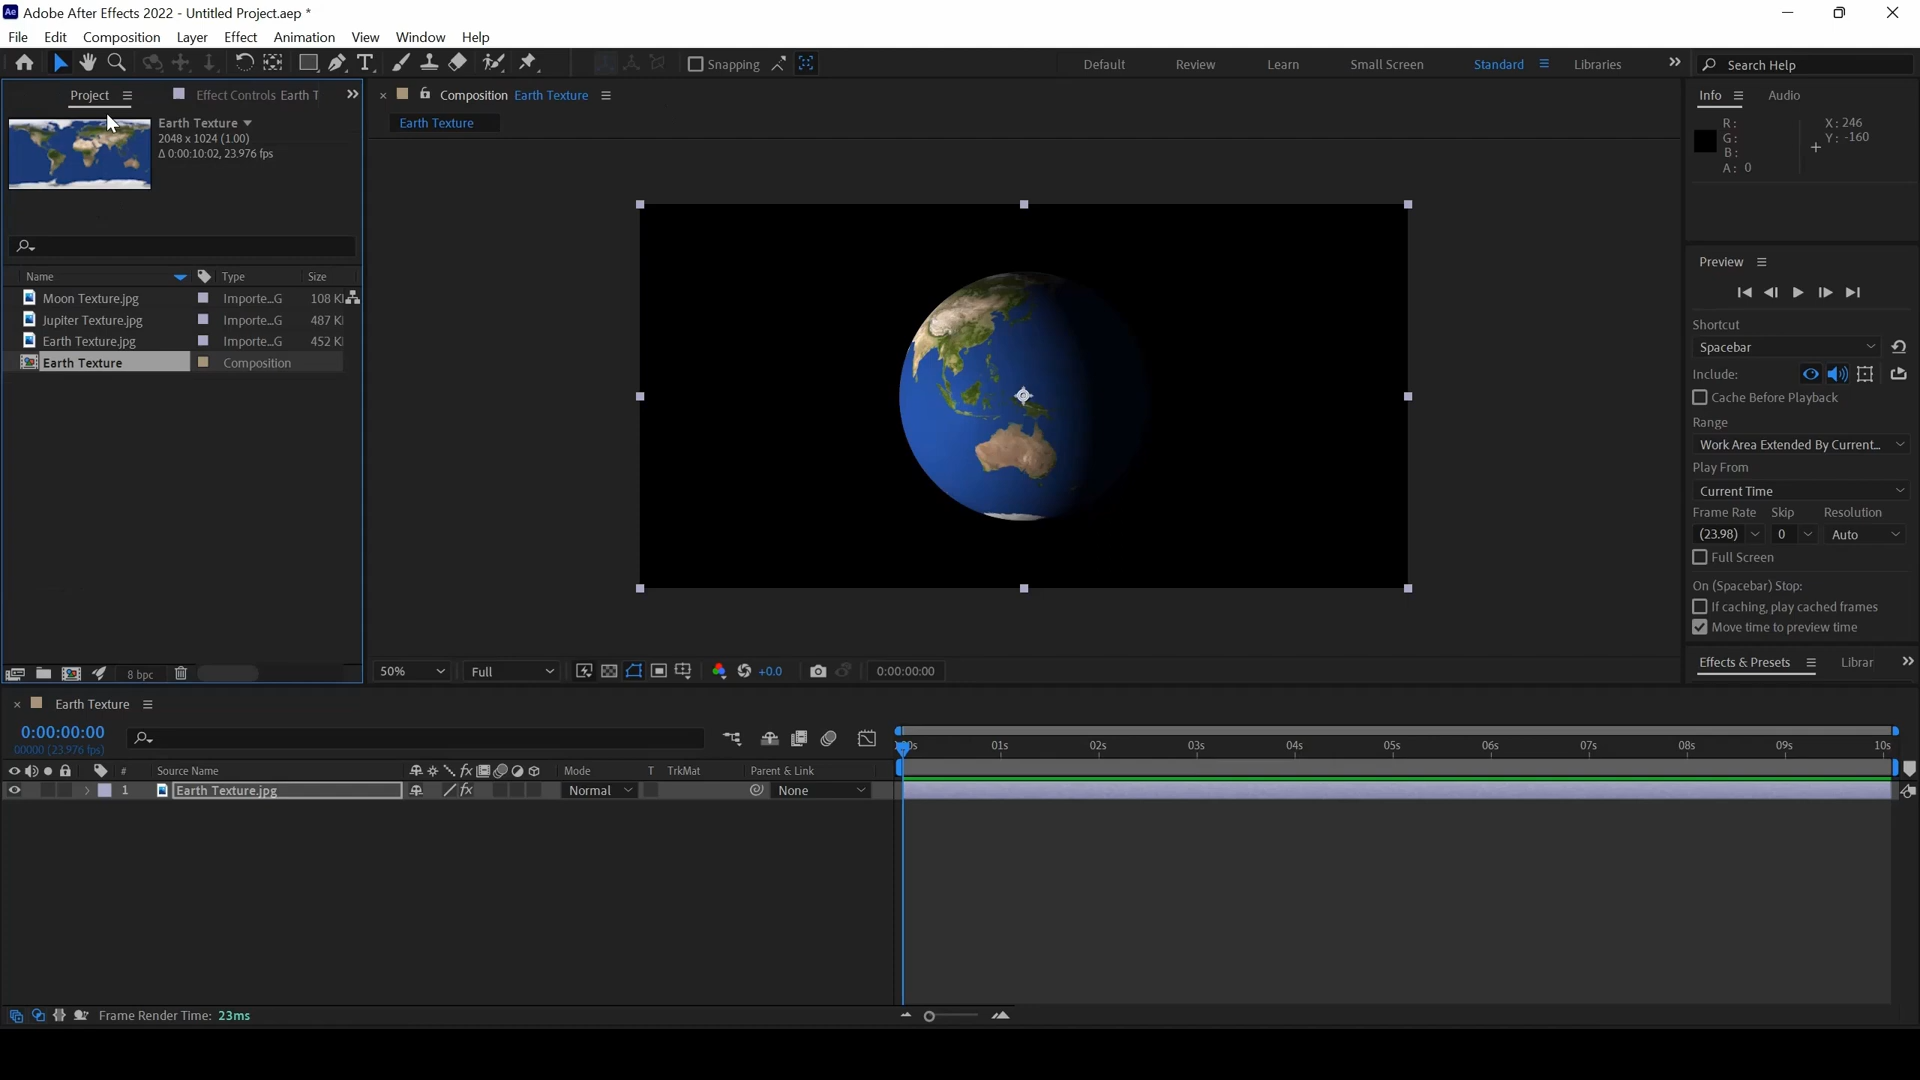 Ae Adobe After Effects 2022 - Untitled Project.aep *
File Edit Composition Layer Effect Animation View Window Help
Snapping Default Review Learn Small Screen Standard Libraries Search Help
Project Effect Controls Earth T
Composition Earth Texture
Earth Texture
Earth Texture
2048 x 1024 (1.00)
Δ 0:00:10:02, 23.976 fps
Name Type Size
Moon Texture.jpg Importe...G 108 K
Jupiter Texture.jpg Importe...G 487 K
Earth Texture.jpg Importe...G 452 K
Earth Texture Composition
8 bpc
50% Full +0.0 0:00:00:00
Info Audio
R: X: 246
G: Y: -160
B:
A: 0
Preview
Shortcut
Spacebar
Include:
Cache Before Playback
Range
Work Area Extended By Current...
Play From
Current Time
Frame Rate Skip Resolution
(23.98) 0 Auto
Full Screen
On (Spacebar) Stop:
If caching, play cached frames
Move time to preview time
Effects & Presets Librar
Earth Texture
0:00:00:00
00000 (23.976 fps)
01s 02s 03s 04s 05s 06s 07s 08s 09s 10s
# Source Name fx Mode T TrkMat Parent & Link
1 Earth Texture.jpg fx Normal None
Frame Render Time: 23ms